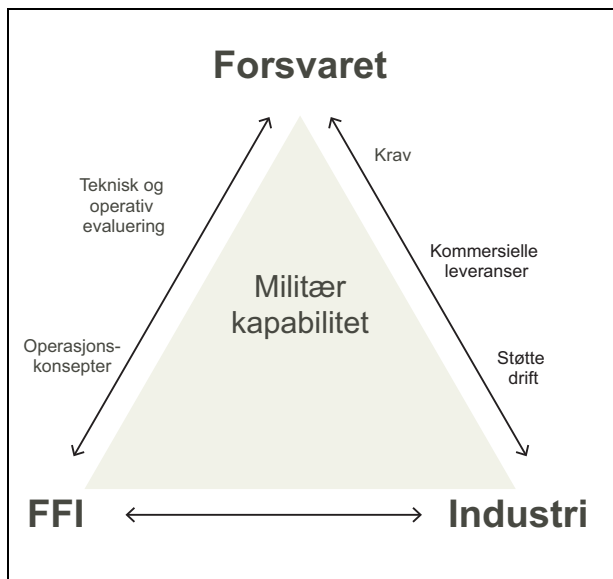 Forsvaret
Krav
Teknisk og
operativ
evaluering
Kommersielle
leveranser
Militær
kapabilitet
Operasjons-
konsepter
Støtte
drift
FFI
Industri